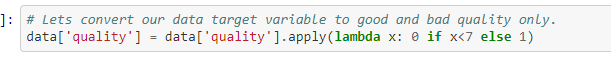 ]: # Lets convert our data target variable to good and bad quality only.
data['quality'] = data['quality'].apply(lambda x: 0 if x<7 else 1)